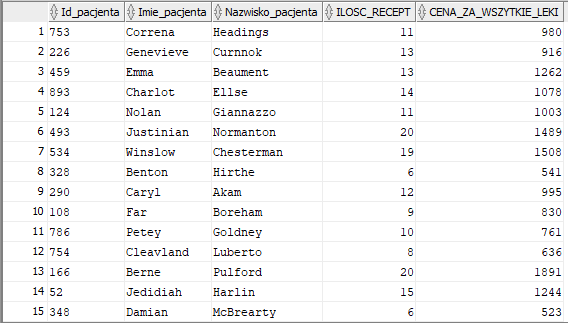 Id_pacjenta Imie_pacjenta Nazwisko_pacjenta ILOSC_RECEPT CENA_ZA_WSZYTKIE_LEKI
1 753 Correna Headings 11 980
2 226 Genevieve Curnnok 13 916
3 459 Emma Beaument 13 1262
4 893 Charlot Ellse 14 1078
5 124 Nolan Giannazzo 11 1003
6 493 Justinian Normanton 20 1489
7 534 Winslow Chesterman 19 1508
8 328 Benton Hirthe 6 541
9 290 Caryl Akam 12 995
10 108 Far Boreham 9 830
11 786 Petey Goldney 10 761
12 754 Cleavland Luberto 8 636
13 166 Berne Pulford 20 1891
14 52 Jedidiah Harlin 15 1244
15 348 Damian McBrearty 6 523